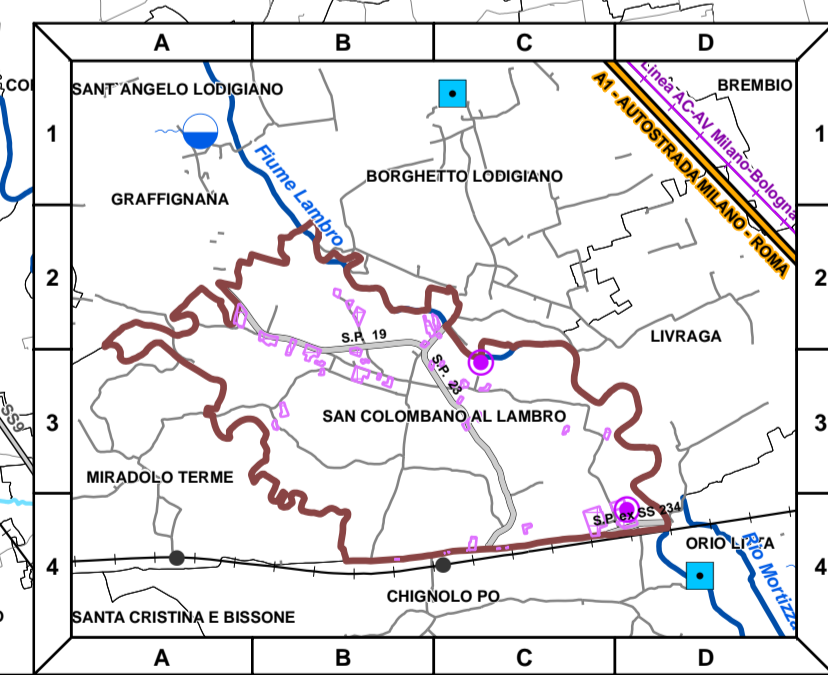 A B C D
SANT'ANGELO LODIGIANO
BREMBIO
Linea AC-AV Milano-Bologna
A1 - AUTOSTRADA MILANO - ROMA
1 1
Fiume Lambro
BORGHETTO LODIGIANO
GRAFFIGNANA
2 2
S.P. 19
LIVRAGA
S.P. 23
SS9
3 3
SAN COLOMBANO AL LAMBRO
MIRADOLO TERME
S.P. ex SS 234
ORIO LITTA
Rio Mortizza
4 4
CHIGNOLO PO
SANTA CRISTINA E BISSONE
A B C D